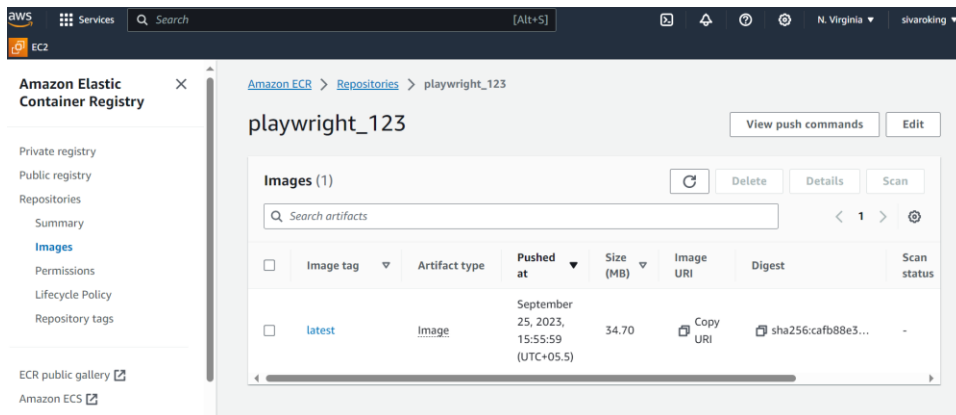 aws
Services
Search
[Alt+S]
N. Virginia
sivaroking
EC2
Amazon Elastic
Container Registry
Private registry
Public registry
Repositories
Summary
Images
Permissions
Lifecycle Policy
Repository tags
ECR public gallery
Amazon ECS
Amazon ECR > Repositories > playwright_123
playwright_123
View push commands
Edit
Images (1)
Delete
Details
Scan
Search artifacts
< 1 >
Image tag
Artifact type
Pushed
at
Size
(MB)
Image
URI
Digest
Scan
status
latest
Image
September
25, 2023,
15:55:59
(UTC+05.5)
34.70
Copy
URI
sha256:cafb88e3...
-